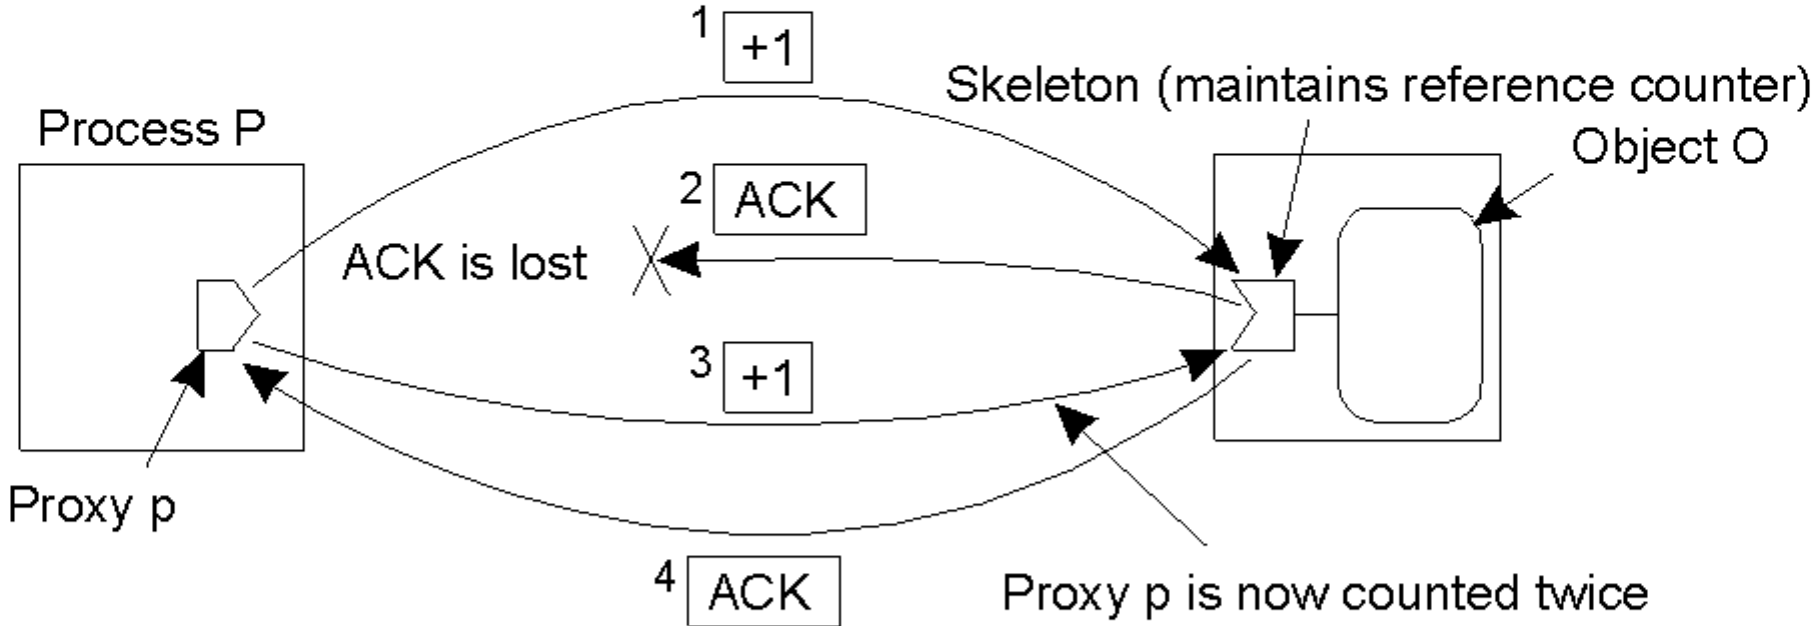 1 +1
Skeleton (maintains reference counter)
Process P
Object O
2 ACK
ACK is lost
3 +1
Proxy p
4 ACK
Proxy p is now counted twice